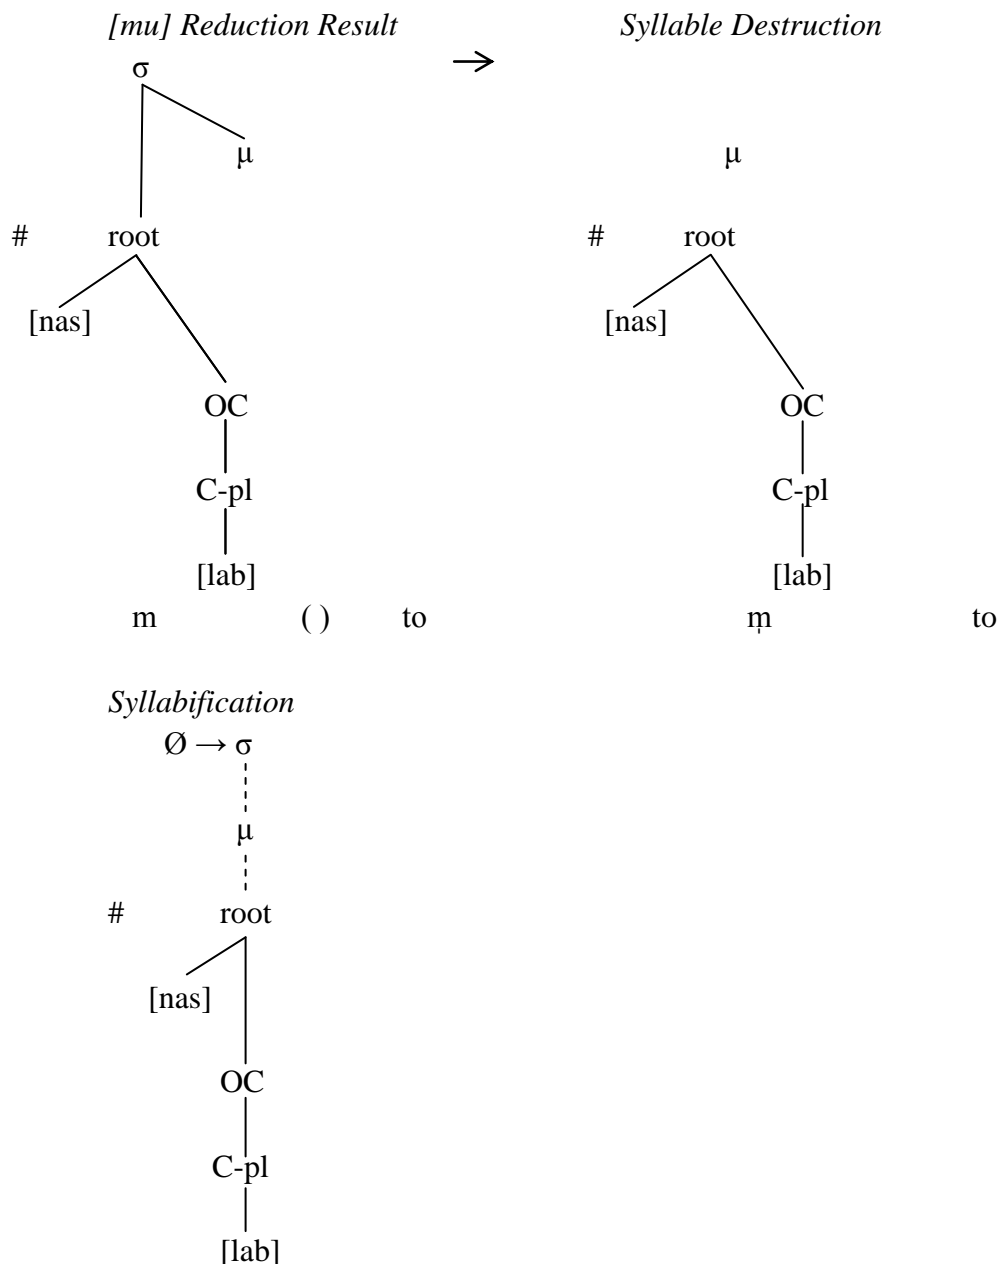 [mu] Reduction Result → Syllable Destruction
σ
μ μ
# root # root
[nas] [nas]
OC OC
C-pl C-pl
[lab] [lab]
m ( ) to m̩ to
Syllabification
Ø → σ
μ
# root
[nas]
OC
C-pl
[lab]